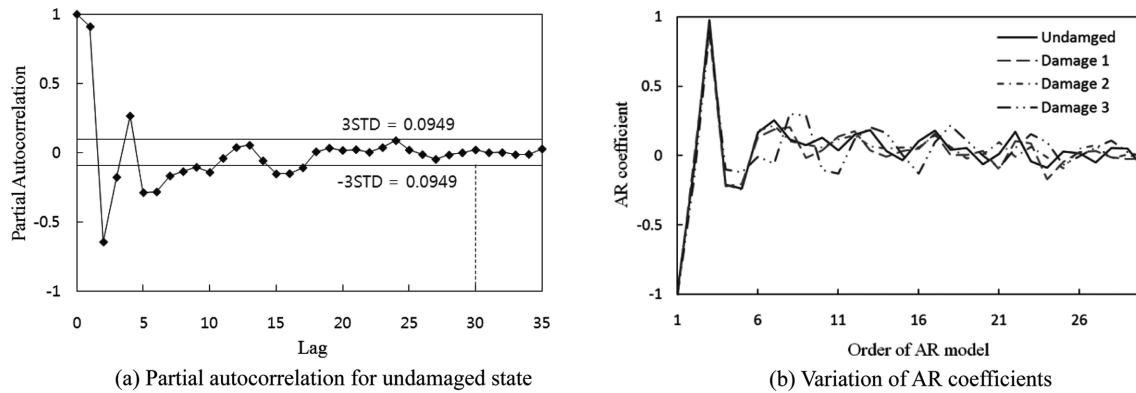 1
0.5
0
-0.5
-1
Partial Autocorrelation
3STD = 0.0949
-3STD = 0.0949
0 5 10 15 20 25 30 35
Lag
(a) Partial autocorrelation for undamaged state
1
0.5
0
-0.5
-1
AR coefficient
Undamged
Damage 1
Damage 2
Damage 3
1 6 11 16 21 26
Order of AR model
(b) Variation of AR coefficients